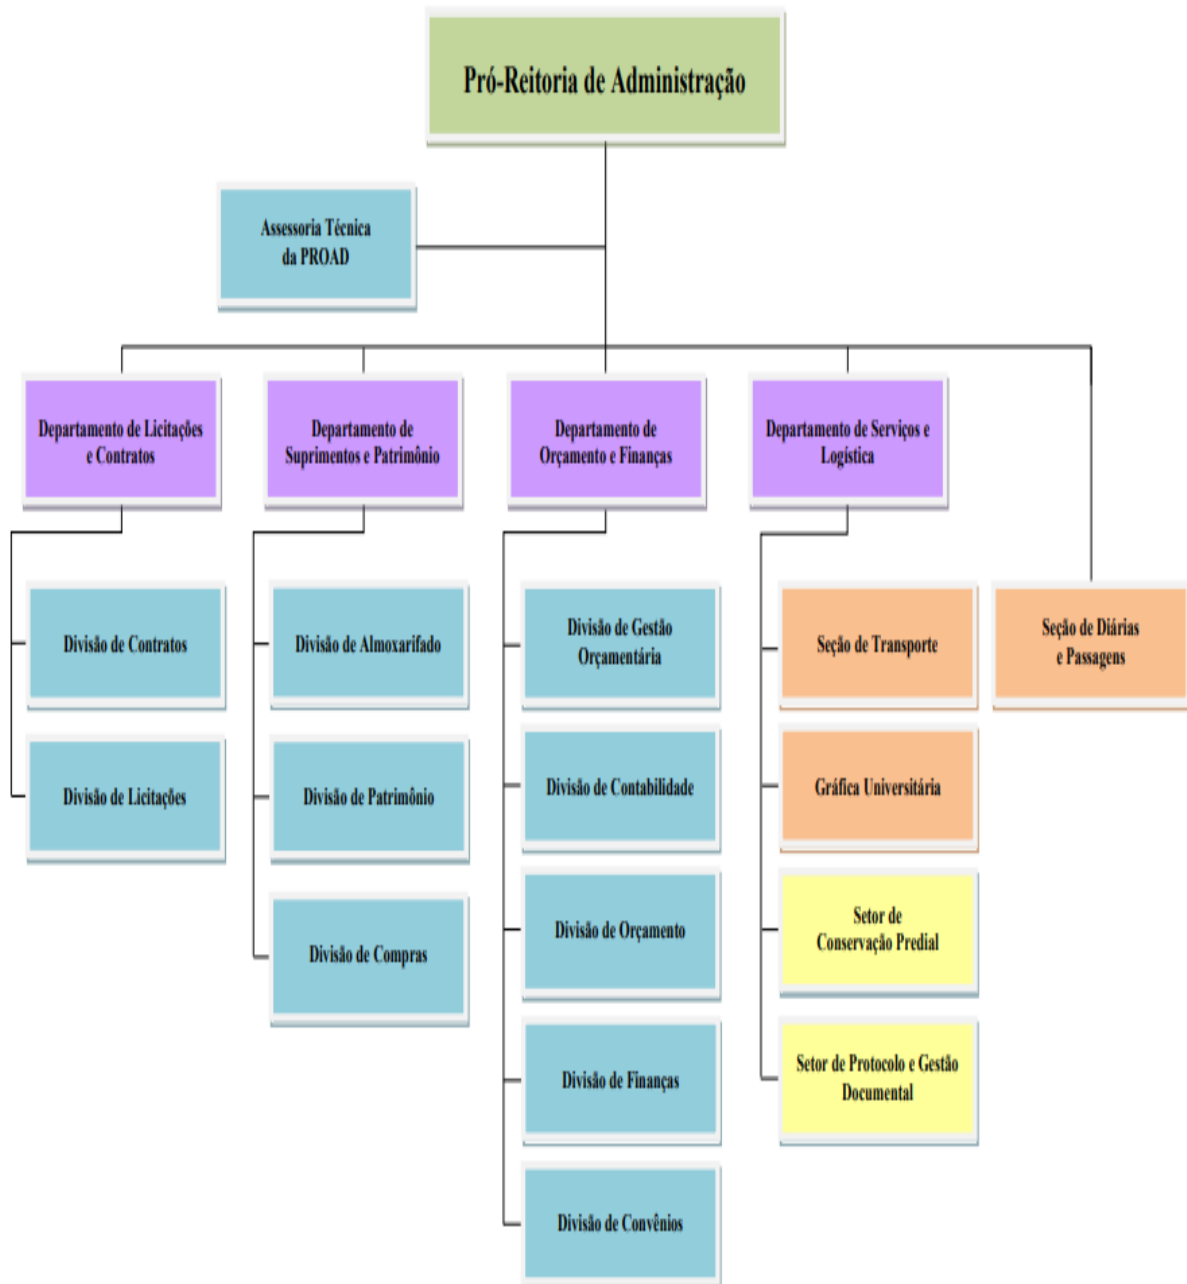 Pró-Reitoria de Administração
Assessoria Técnica
da PROAD
Departamento de Licitações
e Contratos
Departamento de
Suprimentos e Patrimônio
Departamento de
Orçamento e Finanças
Departamento de Serviços e
Logística
Divisão de Contratos
Divisão de Licitações
Divisão de Almoxarifado
Divisão de Patrimônio
Divisão de Compras
Divisão de Gestão
Orçamentária
Divisão de Contabilidade
Divisão de Orçamento
Divisão de Finanças
Divisão de Convênios
Seção de Transporte
Gráfica Universitária
Setor de
Conservação Predial
Setor de Protocolo e Gestão
Documental
Seção de Diárias
e Passagens